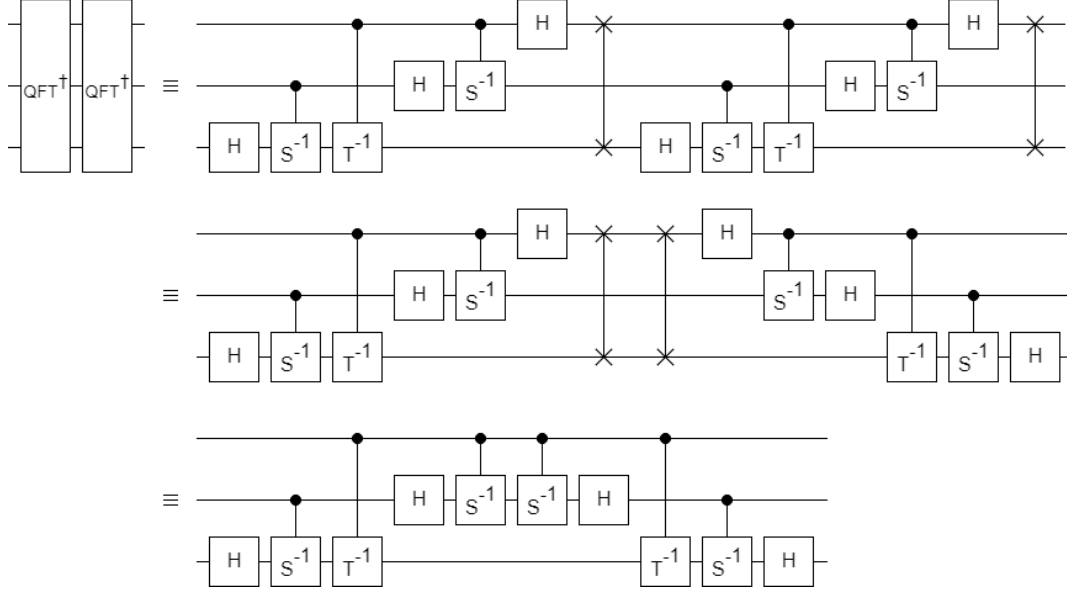 H H
QFT† QFT† ≡ H S⁻¹ H S⁻¹
H S⁻¹ T⁻¹ H S⁻¹ T⁻¹
H H
≡ H S⁻¹ S⁻¹ H
H S⁻¹ T⁻¹ T⁻¹ S⁻¹ H
≡ H S⁻¹ S⁻¹ H
H S⁻¹ T⁻¹ T⁻¹ S⁻¹ H